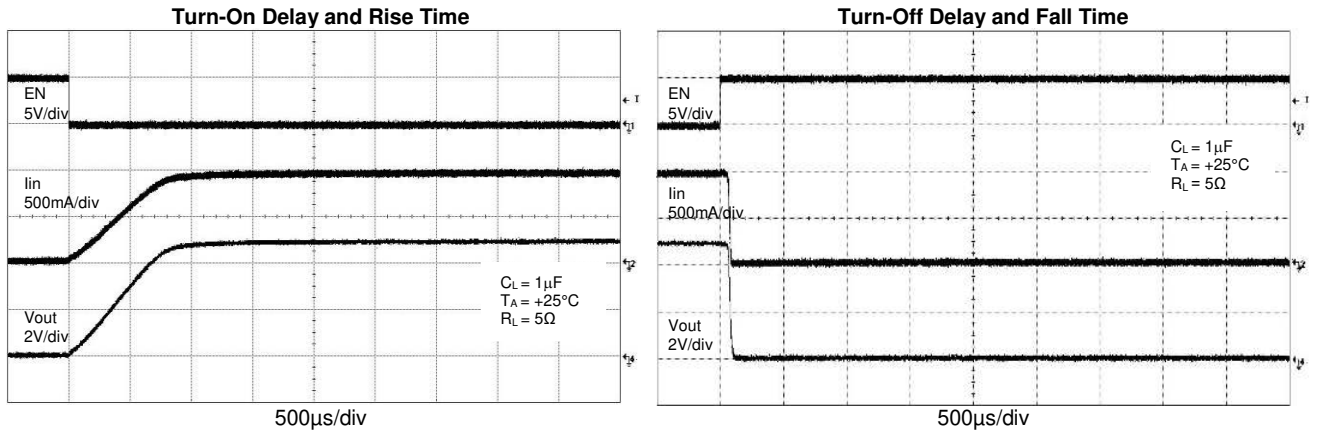 Turn-On Delay and Rise Time
EN
5V/div
Iin
500mA/div
Vout
2V/div
CL = 1µF
TA = +25°C
RL = 5Ω
500µs/div
Turn-Off Delay and Fall Time
EN
5V/div
Iin
500mA/div
Vout
2V/div
CL = 1µF
TA = +25°C
RL = 5Ω
500µs/div